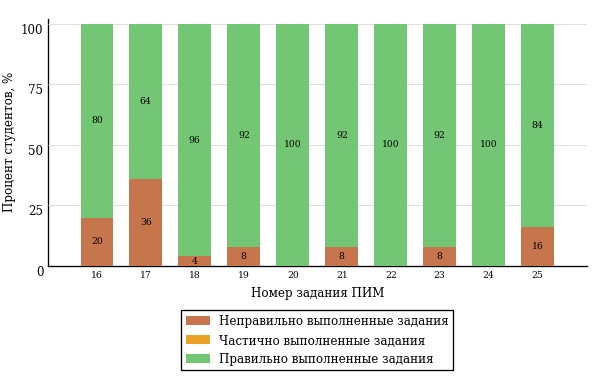 Процент студентов, %
100
75
50
25
0
80 64 96 92 100 92 100 92 100 84
20 36 4 8 8 8 16
16 17 18 19 20 21 22 23 24 25
Номер задания ПИМ
Неправильно выполненные задания
Частично выполненные задания
Правильно выполненные задания